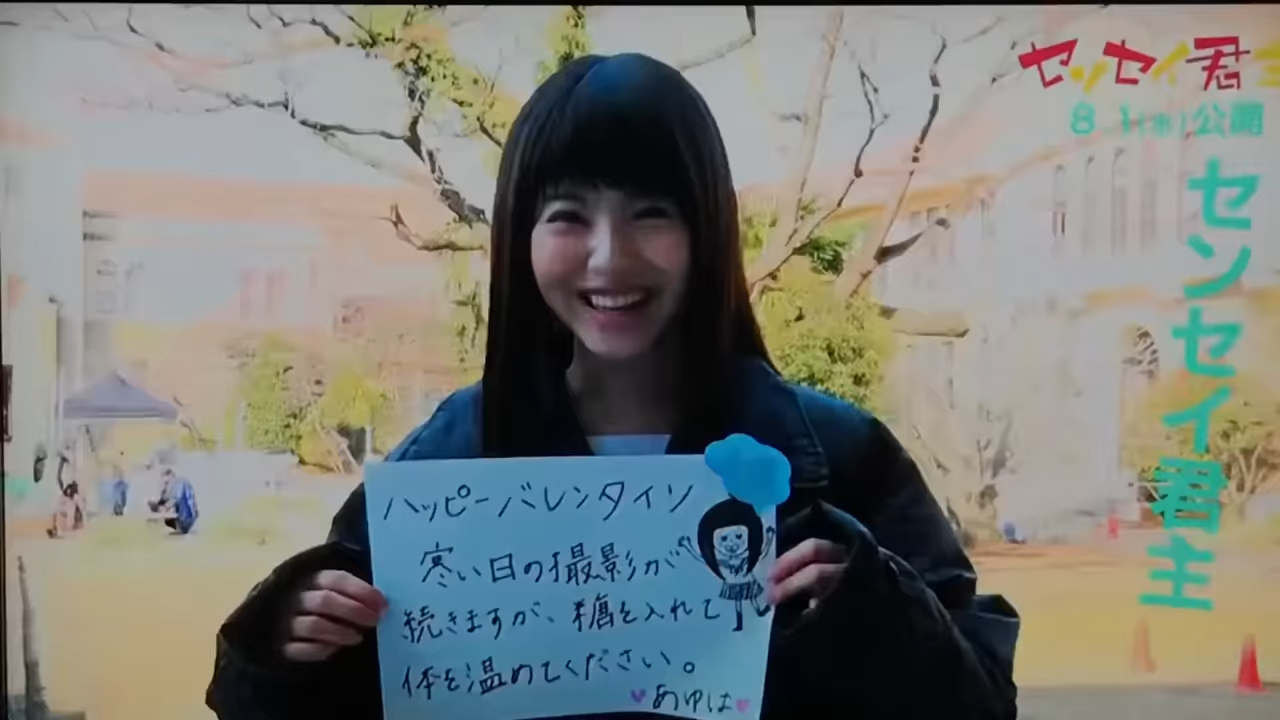 センセイ君主
8.1(水)公開
センセイ君主
ハッピーバレンタイン
寒い日の撮影が
続きますが、糖を入れて
体を温めてください。
あゆは